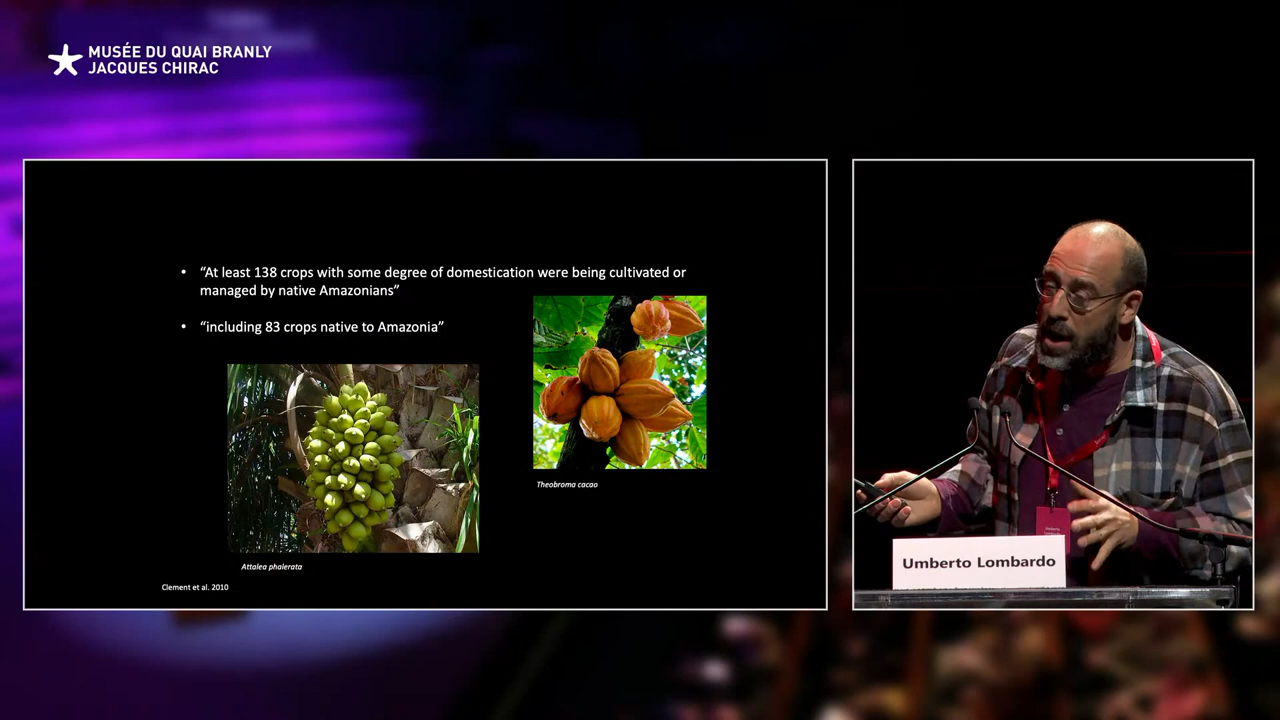 MUSÉE DU QUAI BRANLY
JACQUES CHIRAC
• “At least 138 crops with some degree of domestication were being cultivated or
managed by native Amazonians”
• “including 83 crops native to Amazonia”
Theobroma cacao
Attalea phalerata
Clement et al. 2010
Umberto Lombardo